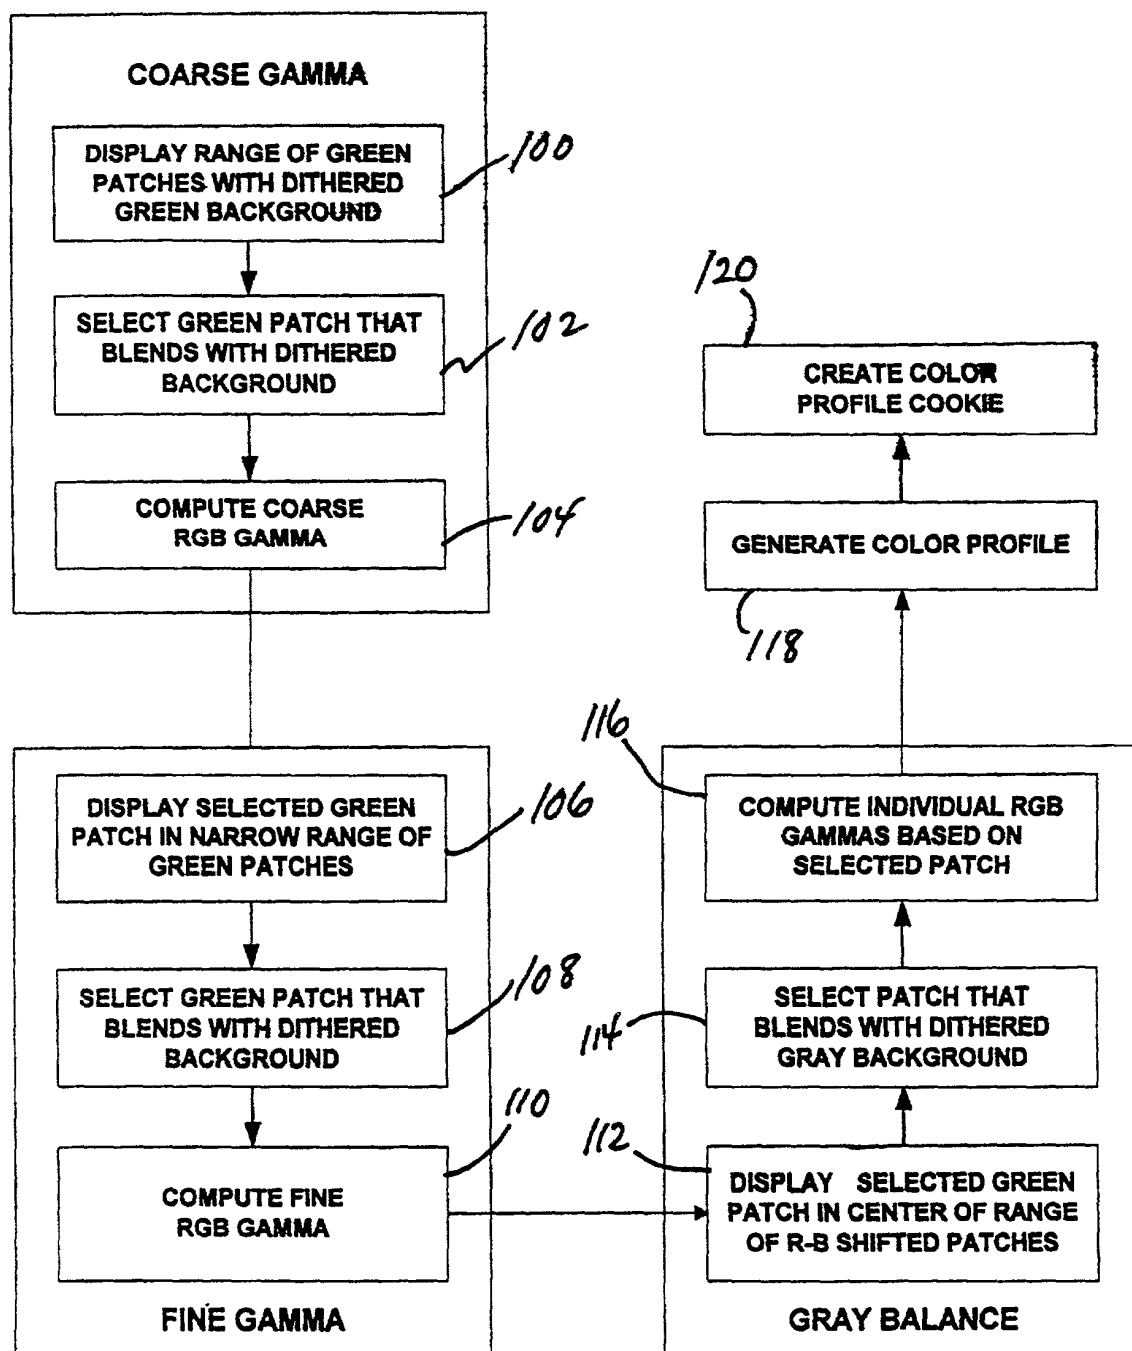 COARSE GAMMA
DISPLAY RANGE OF GREEN
PATCHES WITH DITHERED
GREEN BACKGROUND
100
SELECT GREEN PATCH THAT
BLENDS WITH DITHERED
BACKGROUND
102
COMPUTE COARSE
RGB GAMMA
104
DISPLAY SELECTED GREEN
PATCH IN NARROW RANGE OF
GREEN PATCHES
106
SELECT GREEN PATCH THAT
BLENDS WITH DITHERED
BACKGROUND
108
COMPUTE FINE
RGB GAMMA
110
FINE GAMMA
112
DISPLAY SELECTED GREEN
PATCH IN CENTER OF RANGE
OF R-B SHIFTED PATCHES
114
SELECT PATCH THAT
BLENDS WITH DITHERED
GRAY BACKGROUND
116
COMPUTE INDIVIDUAL RGB
GAMMAS BASED ON
SELECTED PATCH
GRAY BALANCE
GENERATE COLOR PROFILE
118
120
CREATE COLOR
PROFILE COOKIE